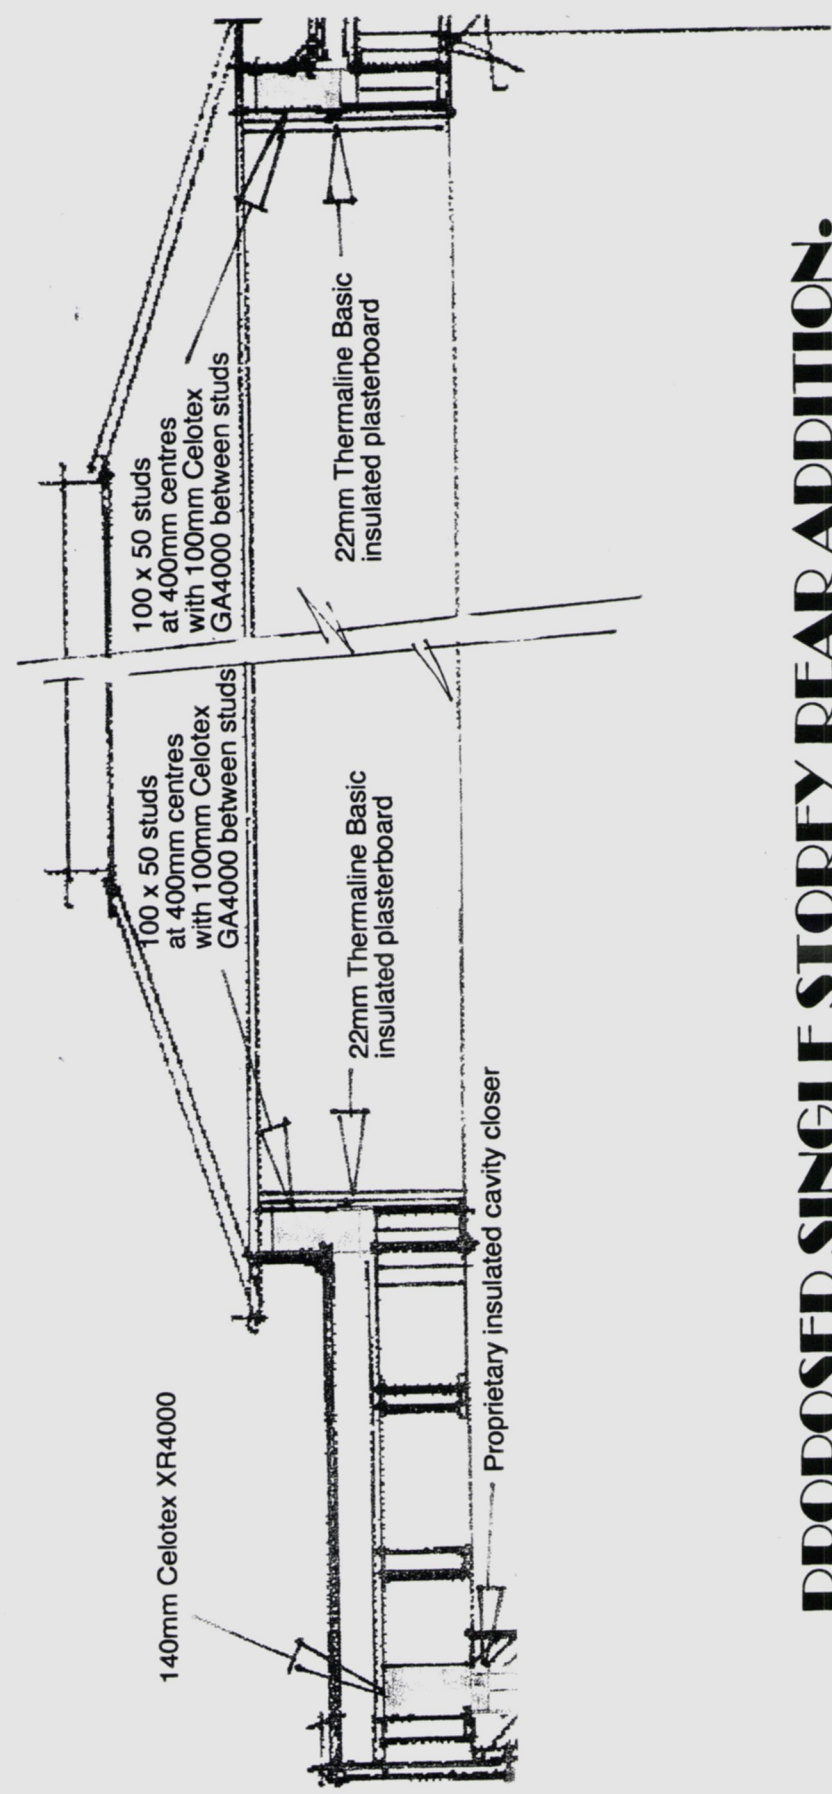 140mm Celotex XR4000
100 x 50 studs
at 400mm centres
with 100mm Celotex
GA4000 between studs
100 x 50 studs
at 400mm centres
with 100mm Celotex
GA4000 between studs
22mm Thermaline Basic
insulated plasterboard
22mm Thermaline Basic
insulated plasterboard
Proprietary insulated cavity closer
PROPOSED SINGLE STOREY REAR ADDITION.